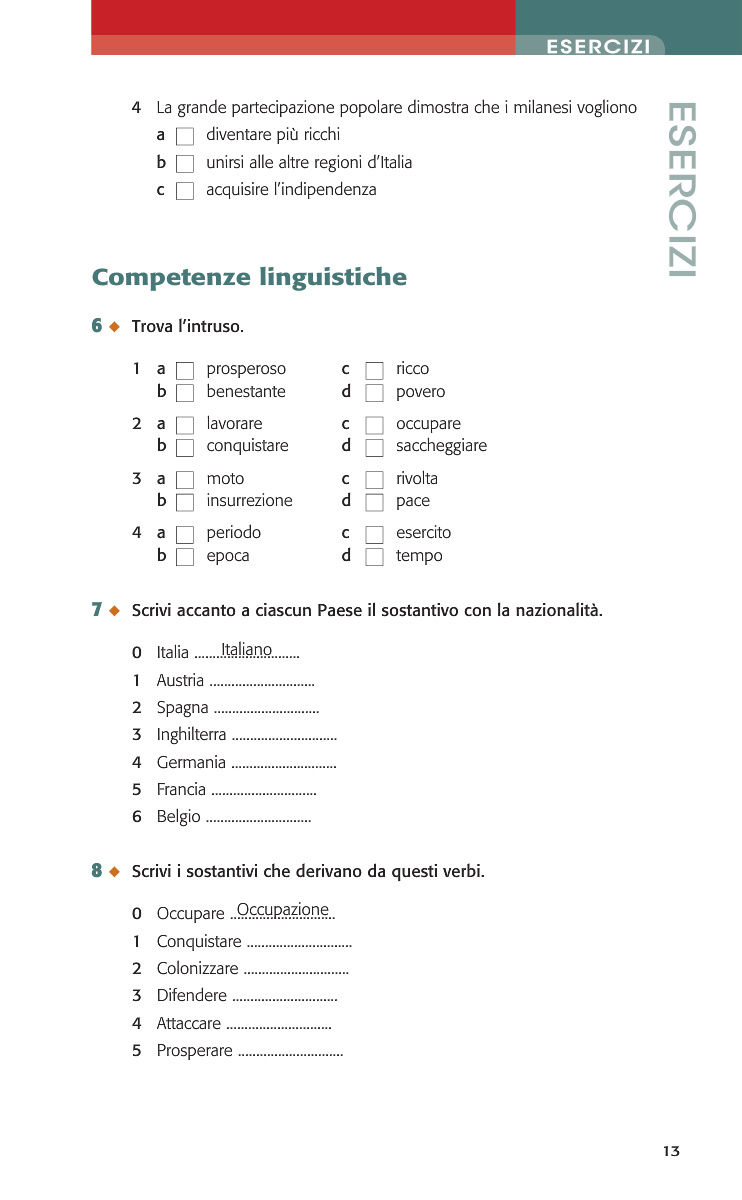 ESERCIZI
ESERCIZI
4 La grande partecipazione popolare dimostra che i milanesi vogliono
a diventare più ricchi
b unirsi alle altre regioni d'Italia
c acquisire l'indipendenza
Competenze linguistiche
6 ◆ Trova l'intruso.
1 a prosperoso c ricco
b benestante d povero
2 a lavorare c occupare
b conquistare d saccheggiare
3 a moto c rivolta
b insurrezione d pace
4 a periodo c esercito
b epoca d tempo
7 ◆ Scrivi accanto a ciascun Paese il sostantivo con la nazionalità.
0 Italia ....... Italiano .......
1 Austria .............................
2 Spagna .............................
3 Inghilterra .............................
4 Germania .............................
5 Francia .............................
6 Belgio .............................
8 ◆ Scrivi i sostantivi che derivano da questi verbi.
0 Occupare .. Occupazione ..
1 Conquistare .............................
2 Colonizzare .............................
3 Difendere .............................
4 Attaccare .............................
5 Prosperare .............................
13